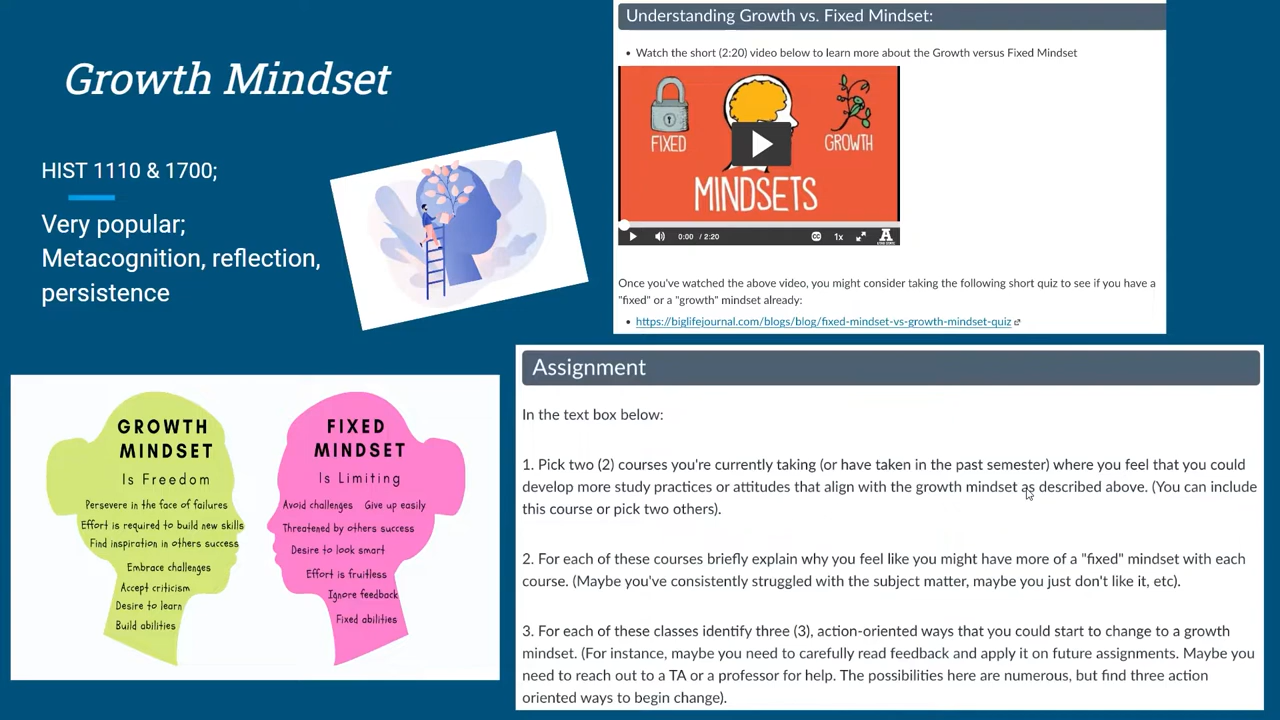 Growth Mindset
HIST 1110 & 1700;
Very popular;
Metacognition, reflection,
persistence
Understanding Growth vs. Fixed Mindset:
• Watch the short (2:20) video below to learn more about the Growth versus Fixed Mindset
FIXED
GROWTH
MINDSETS
0:00 / 2:20
CC
1x
A
Once you've watched the above video, you might consider taking the following short quiz to see if you have a
"fixed" or a "growth" mindset already:
• https://biglifejournal.com/blogs/blog/fixed-mindset-vs-growth-mindset-quiz
GROWTH
MINDSET
Is Freedom
Persevere in the face of failures
Effort is required to build new skills
Find inspiration in others success
Embrace challenges
Accept criticism
Desire to learn
Build abilities
FIXED
MINDSET
Is Limiting
Avoid challenges Give up easily
Threatened by others success
Desire to look smart
Effort is fruitless
Ignore feedback
Fixed abilities
Assignment
In the text box below:
1. Pick two (2) courses you're currently taking (or have taken in the past semester) where you feel that you could
develop more study practices or attitudes that align with the growth mindset as described above. (You can include
this course or pick two others).
2. For each of these courses briefly explain why you feel like you might have more of a "fixed" mindset with each
course. (Maybe you've consistently struggled with the subject matter, maybe you just don't like it, etc).
3. For each of these classes identify three (3), action-oriented ways that you could start to change to a growth
mindset. (For instance, maybe you need to carefully read feedback and apply it on future assignments. Maybe you
need to reach out to a TA or a professor for help. The possibilities here are numerous, but find three action
oriented ways to begin change).